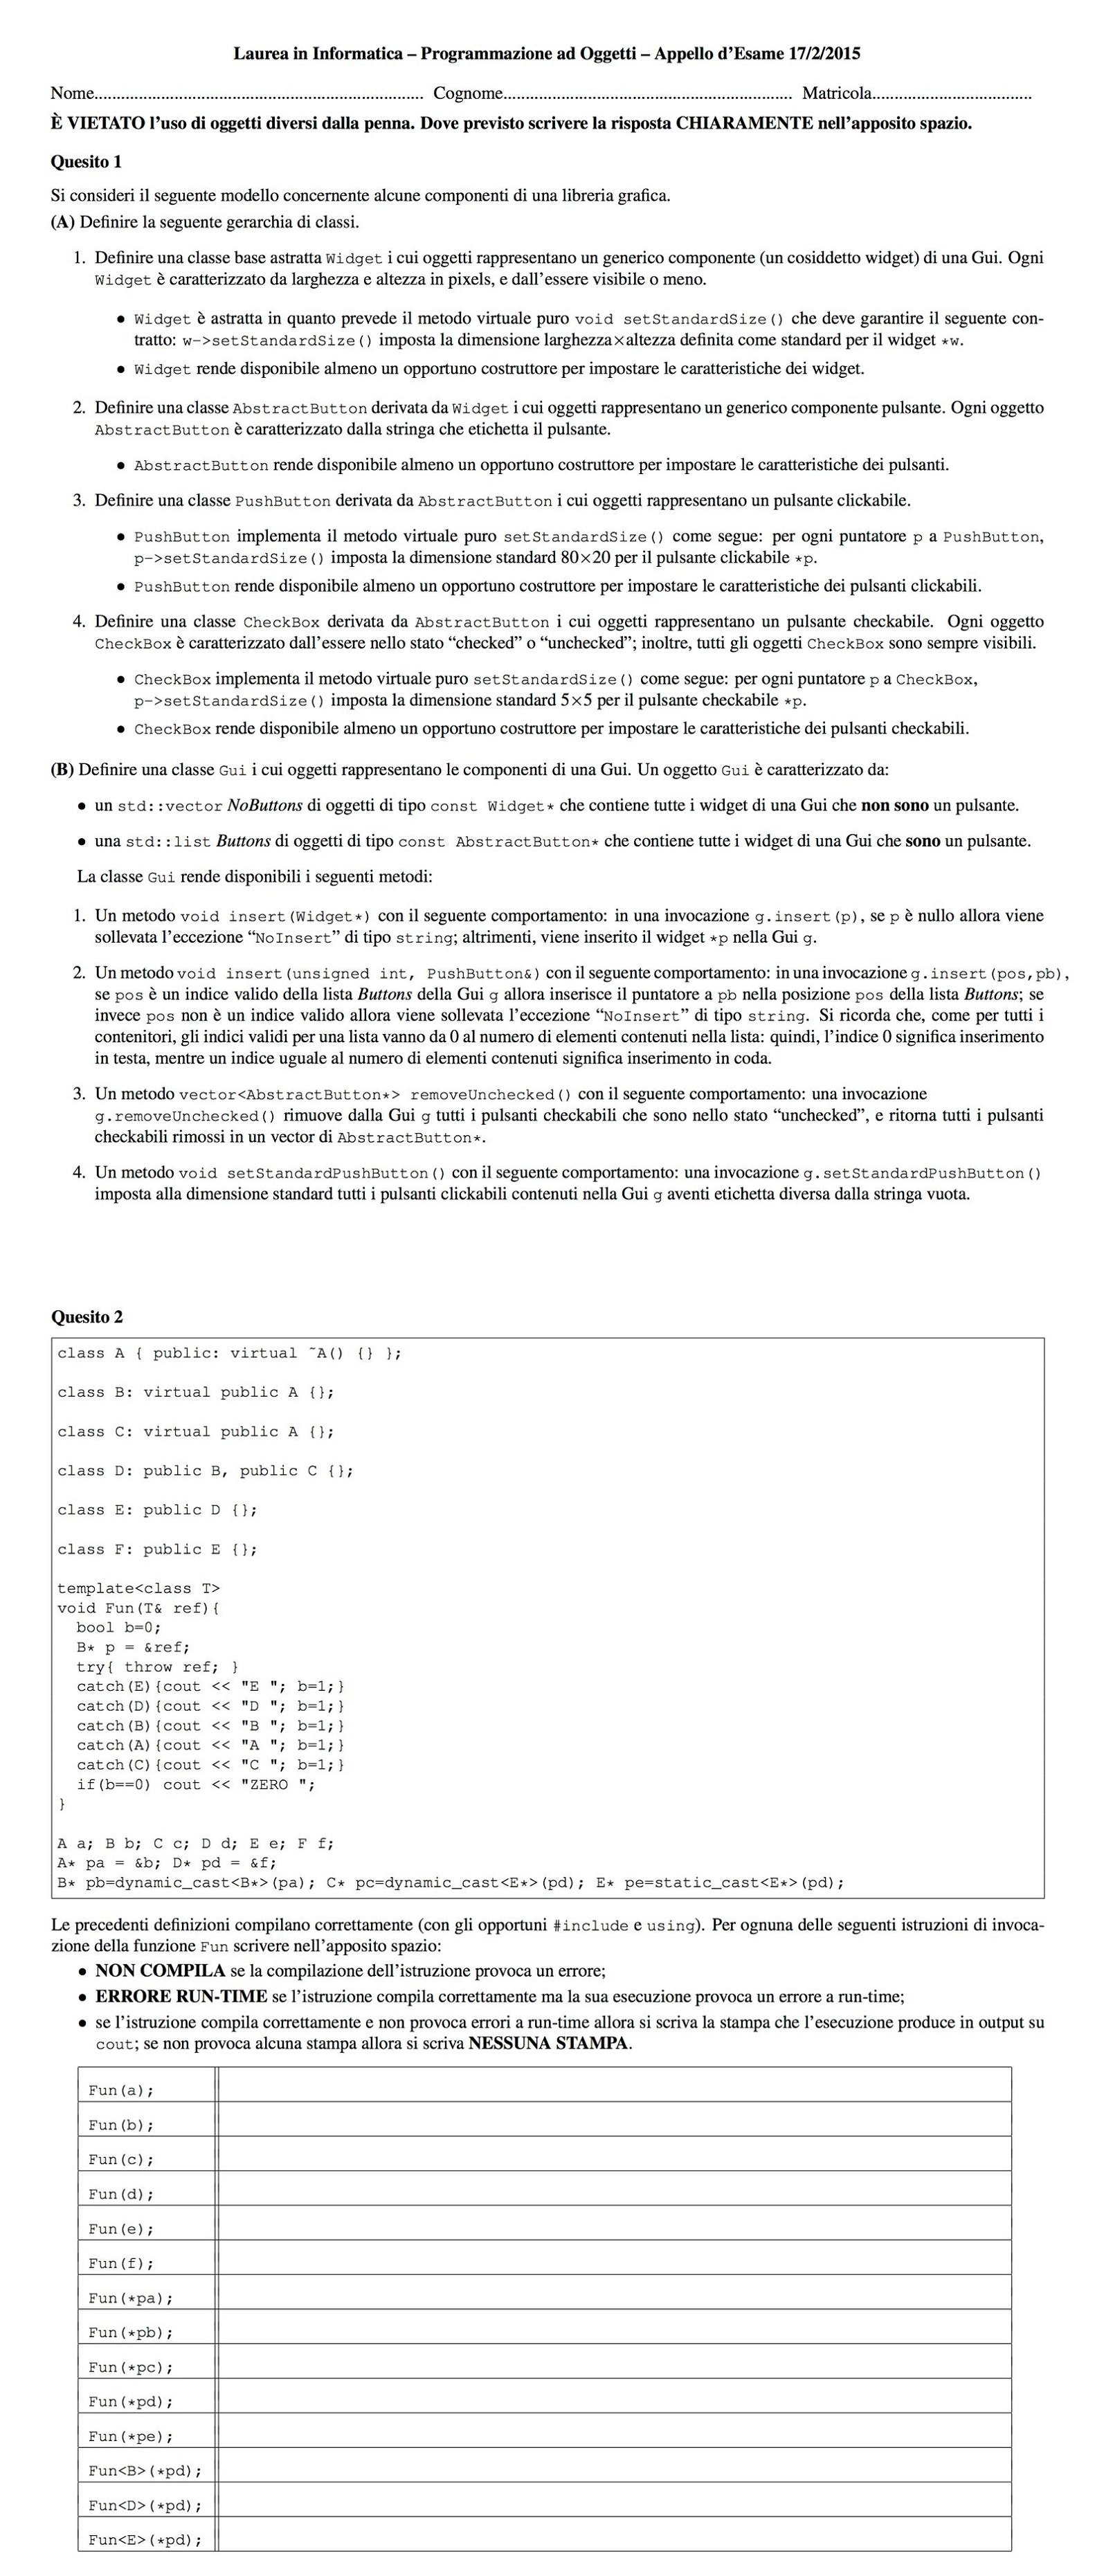 Laurea in Informatica – Programmazione ad Oggetti – Appello d'Esame 17/2/2015
Nome.......................................................................... Cognome................................................................. Matricola....................................
È VIETATO l'uso di oggetti diversi dalla penna. Dove previsto scrivere la risposta CHIARAMENTE nell'apposito spazio.
Quesito 1
Si consideri il seguente modello concernente alcune componenti di una libreria grafica.
(A) Definire la seguente gerarchia di classi.
1. Definire una classe base astratta Widget i cui oggetti rappresentano un generico componente (un cosiddetto widget) di una Gui. Ogni
Widget è caratterizzato da larghezza e altezza in pixels, e dall'essere visibile o meno.
• Widget è astratta in quanto prevede il metodo virtuale puro void setStandardSize() che deve garantire il seguente con-
tratto: w->setStandardSize() imposta la dimensione larghezza×altezza definita come standard per il widget *w.
• Widget rende disponibile almeno un opportuno costruttore per impostare le caratteristiche dei widget.
2. Definire una classe AbstractButton derivata da Widget i cui oggetti rappresentano un generico componente pulsante. Ogni oggetto
AbstractButton è caratterizzato dalla stringa che etichetta il pulsante.
• AbstractButton rende disponibile almeno un opportuno costruttore per impostare le caratteristiche dei pulsanti.
3. Definire una classe PushButton derivata da AbstractButton i cui oggetti rappresentano un pulsante clickabile.
• PushButton implementa il metodo virtuale puro setStandardSize() come segue: per ogni puntatore p a PushButton,
p->setStandardSize() imposta la dimensione standard 80×20 per il pulsante clickabile *p.
• PushButton rende disponibile almeno un opportuno costruttore per impostare le caratteristiche dei pulsanti clickabili.
4. Definire una classe CheckBox derivata da AbstractButton i cui oggetti rappresentano un pulsante checkabile. Ogni oggetto
CheckBox è caratterizzato dall'essere nello stato “checked” o “unchecked”; inoltre, tutti gli oggetti CheckBox sono sempre visibili.
• CheckBox implementa il metodo virtuale puro setStandardSize() come segue: per ogni puntatore p a CheckBox,
p->setStandardSize() imposta la dimensione standard 5×5 per il pulsante checkabile *p.
• CheckBox rende disponibile almeno un opportuno costruttore per impostare le caratteristiche dei pulsanti checkabili.
(B) Definire una classe Gui i cui oggetti rappresentano le componenti di una Gui. Un oggetto Gui è caratterizzato da:
• un std::vector NoButtons di oggetti di tipo const Widget* che contiene tutte i widget di una Gui che non sono un pulsante.
• una std::list Buttons di oggetti di tipo const AbstractButton* che contiene tutte i widget di una Gui che sono un pulsante.
La classe Gui rende disponibili i seguenti metodi:
1. Un metodo void insert(Widget*) con il seguente comportamento: in una invocazione g.insert(p), se p è nullo allora viene
sollevata l'eccezione “NoInsert” di tipo string; altrimenti, viene inserito il widget *p nella Gui g.
2. Un metodo void insert(unsigned int, PushButton&) con il seguente comportamento: in una invocazione g.insert(pos,pb),
se pos è un indice valido della lista Buttons della Gui g allora inserisce il puntatore a pb nella posizione pos della lista Buttons; se
invece pos non è un indice valido allora viene sollevata l'eccezione “NoInsert” di tipo string. Si ricorda che, come per tutti i
contenitori, gli indici validi per una lista vanno da 0 al numero di elementi contenuti nella lista: quindi, l'indice 0 significa inserimento
in testa, mentre un indice uguale al numero di elementi contenuti significa inserimento in coda.
3. Un metodo vector<AbstractButton*> removeUnchecked() con il seguente comportamento: una invocazione
g.removeUnchecked() rimuove dalla Gui g tutti i pulsanti checkabili che sono nello stato “unchecked”, e ritorna tutti i pulsanti
checkabili rimossi in un vector di AbstractButton*.
4. Un metodo void setStandardPushButton() con il seguente comportamento: una invocazione g.setStandardPushButton()
imposta alla dimensione standard tutti i pulsanti clickabili contenuti nella Gui g aventi etichetta diversa dalla stringa vuota.
Quesito 2
class A { public: virtual ~A() {} };
class B: virtual public A {};
class C: virtual public A {};
class D: public B, public C {};
class E: public D {};
class F: public E {};
template<class T>
void Fun(T& ref){
bool b=0;
B* p = &ref;
try{ throw ref; }
catch(E){cout << "E "; b=1;}
catch(D){cout << "D "; b=1;}
catch(B){cout << "B "; b=1;}
catch(A){cout << "A "; b=1;}
catch(C){cout << "C "; b=1;}
if(b==0) cout << "ZERO ";
}
A a; B b; C c; D d; E e; F f;
A* pa = &b; D* pd = &f;
B* pb=dynamic_cast<B*>(pa); C* pc=dynamic_cast<E*>(pd); E* pe=static_cast<E*>(pd);
Le precedenti definizioni compilano correttamente (con gli opportuni #include e using). Per ognuna delle seguenti istruzioni di invoca-
zione della funzione Fun scrivere nell'apposito spazio:
• NON COMPILA se la compilazione dell'istruzione provoca un errore;
• ERRORE RUN-TIME se l'istruzione compila correttamente ma la sua esecuzione provoca un errore a run-time;
• se l'istruzione compila correttamente e non provoca errori a run-time allora si scriva la stampa che l'esecuzione produce in output su
cout; se non provoca alcuna stampa allora si scriva NESSUNA STAMPA.
Fun(a);
Fun(b);
Fun(c);
Fun(d);
Fun(e);
Fun(f);
Fun(*pa);
Fun(*pb);
Fun(*pc);
Fun(*pd);
Fun(*pe);
Fun<B>(*pd);
Fun<D>(*pd);
Fun<E>(*pd);